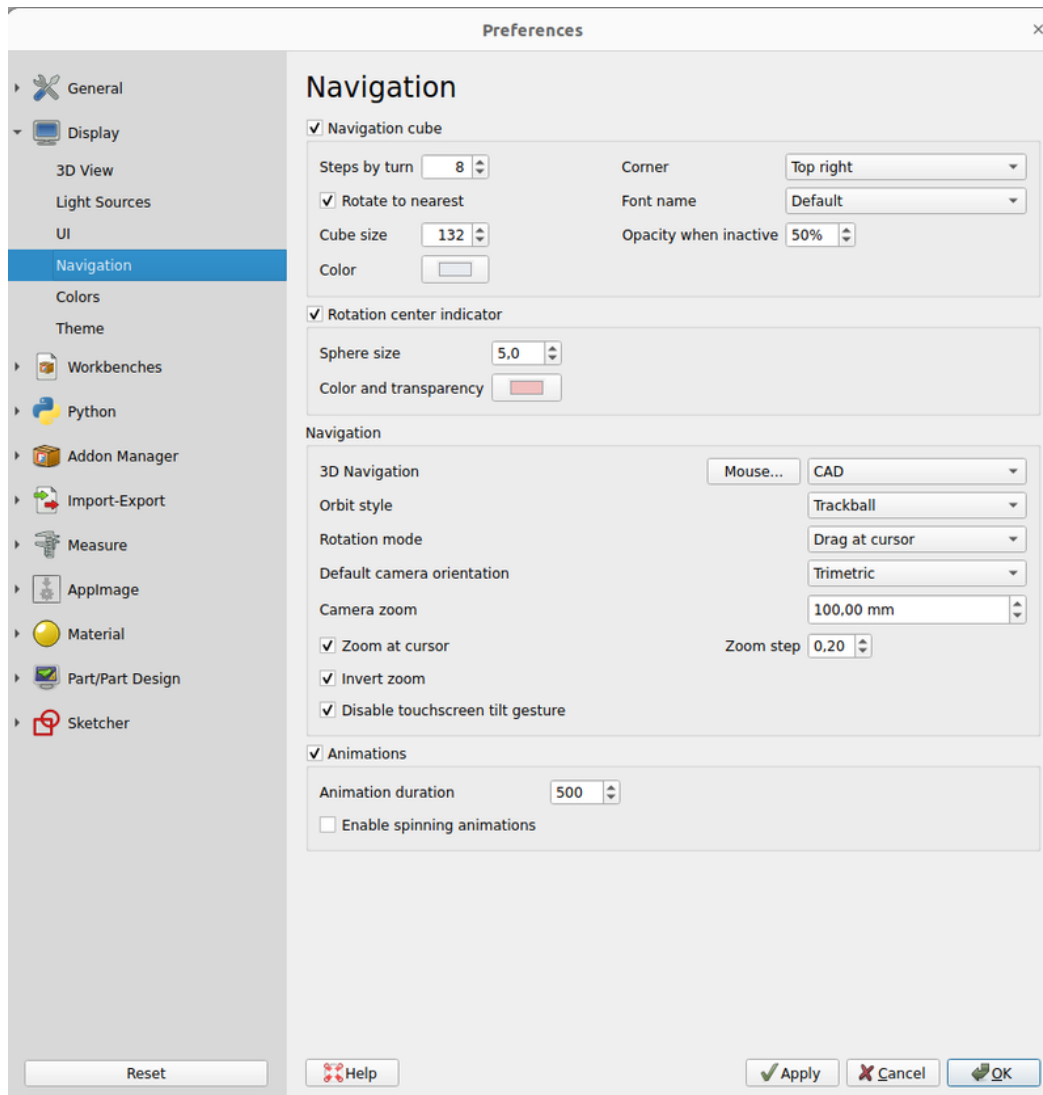 Preferences
General
Display
3D View
Light Sources
UI
Navigation
Colors
Theme
Workbenches
Python
Addon Manager
Import-Export
Measure
AppImage
Material
Part/Part Design
Sketcher
Reset
Navigation
Navigation cube
Steps by turn 8 Corner Top right
Rotate to nearest Font name Default
Cube size 132 Opacity when inactive 50%
Color
Rotation center indicator
Sphere size 5,0
Color and transparency
Navigation
3D Navigation Mouse... CAD
Orbit style Trackball
Rotation mode Drag at cursor
Default camera orientation Trimetric
Camera zoom 100,00 mm
Zoom at cursor Zoom step 0,20
Invert zoom
Disable touchscreen tilt gesture
Animations
Animation duration 500
Enable spinning animations
Help Apply Cancel OK